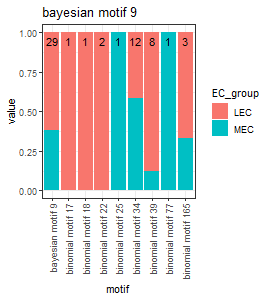 bayesian motif 9
value
1.00
0.75
0.50
0.25
0.00
29 1 1 2 1 12 8 1 3
bayesian motif 9
binomial motif 17
binomial motif 18
binomial motif 22
binomial motif 25
binomial motif 34
binomial motif 39
binomial motif 77
binomial motif 165
motif
EC_group
LEC
MEC